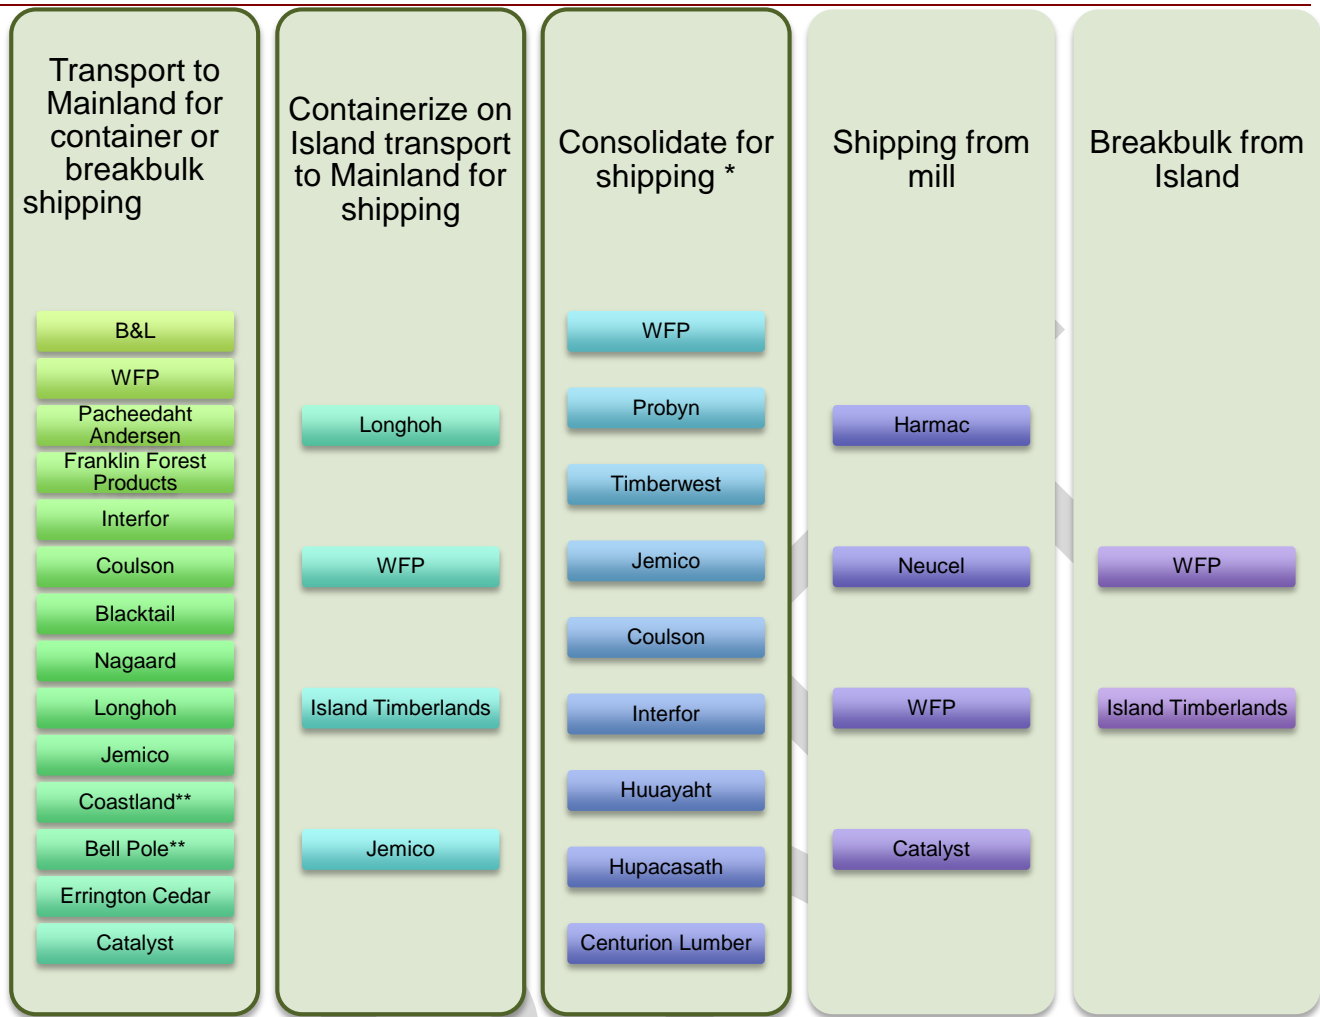 Transport to
Mainland for
container or
breakbulk
shipping
B&L
WFP
Pacheedaht
Andersen
Franklin Forest
Products
Interfor
Coulson
Blacktail
Nagaard
Longhoh
Jemico
Coastland**
Bell Pole**
Errington Cedar
Catalyst
Containerize on
Island transport
to Mainland for
shipping
Longhoh
WFP
Island Timberlands
Jemico
Consolidate for
shipping *
WFP
Probyn
Timberwest
Jemico
Coulson
Interfor
Huuayaht
Hupacasath
Centurion Lumber
Shipping from
mill
Harmac
Neucel
WFP
Catalyst
Breakbulk from
Island
WFP
Island Timberlands